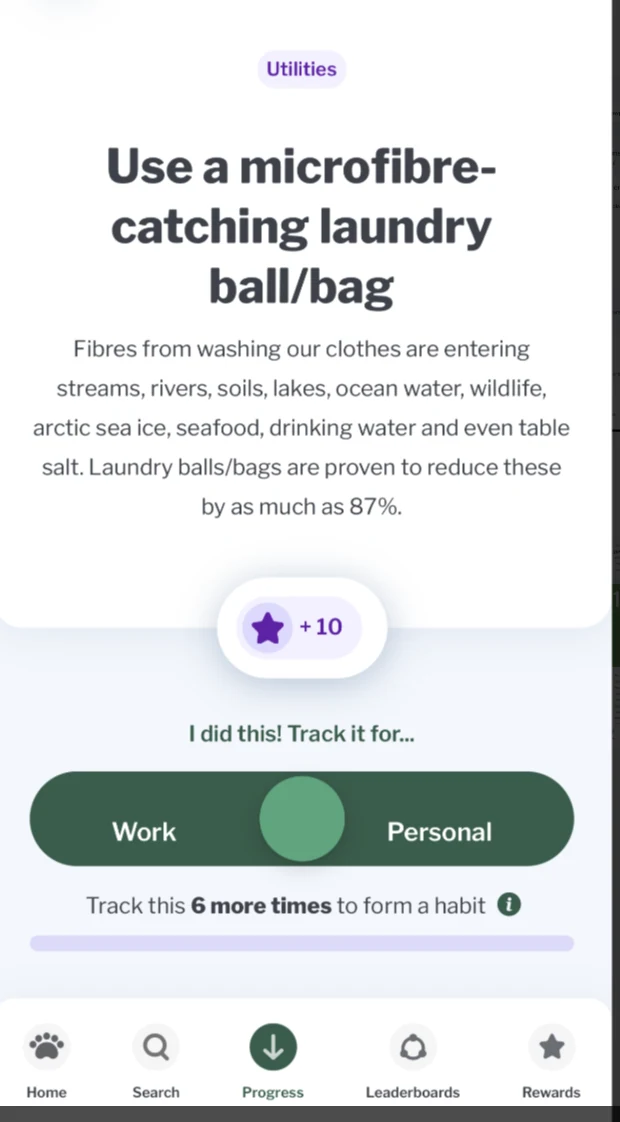 Utilities
Use a microfibre-
catching laundry
ball/bag
Fibres from washing our clothes are entering
streams, rivers, soils, lakes, ocean water, wildlife,
arctic sea ice, seafood, drinking water and even table
salt. Laundry balls/bags are proven to reduce these
by as much as 87%.
+ 10
I did this! Track it for...
Work Personal
Track this 6 more times to form a habit i
Home Search Progress Leaderboards Rewards